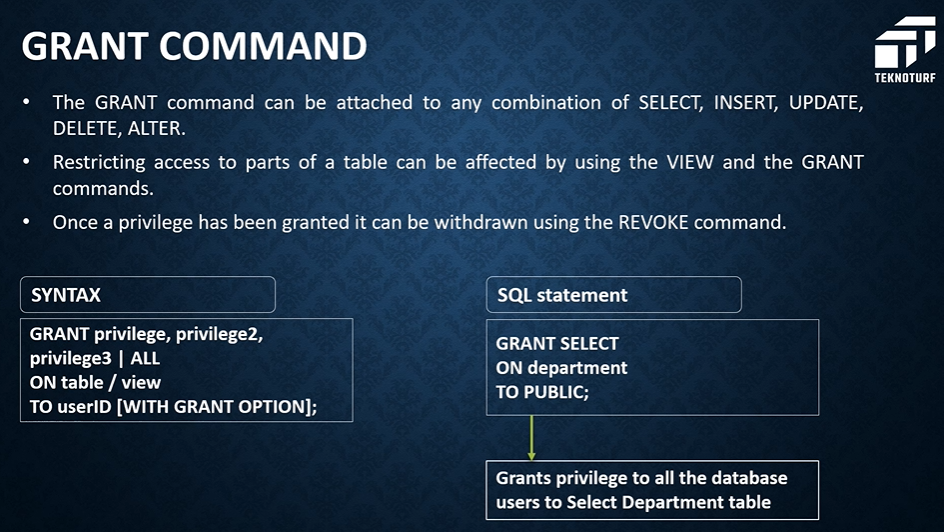 GRANT COMMAND
TEKNOTURF
• The GRANT command can be attached to any combination of SELECT, INSERT, UPDATE,
DELETE, ALTER.
• Restricting access to parts of a table can be affected by using the VIEW and the GRANT
commands.
• Once a privilege has been granted it can be withdrawn using the REVOKE command.
SYNTAX
GRANT privilege, privilege2,
privilege3 | ALL
ON table / view
TO userID [WITH GRANT OPTION];
SQL statement
GRANT SELECT
ON department
TO PUBLIC;
Grants privilege to all the database
users to Select Department table